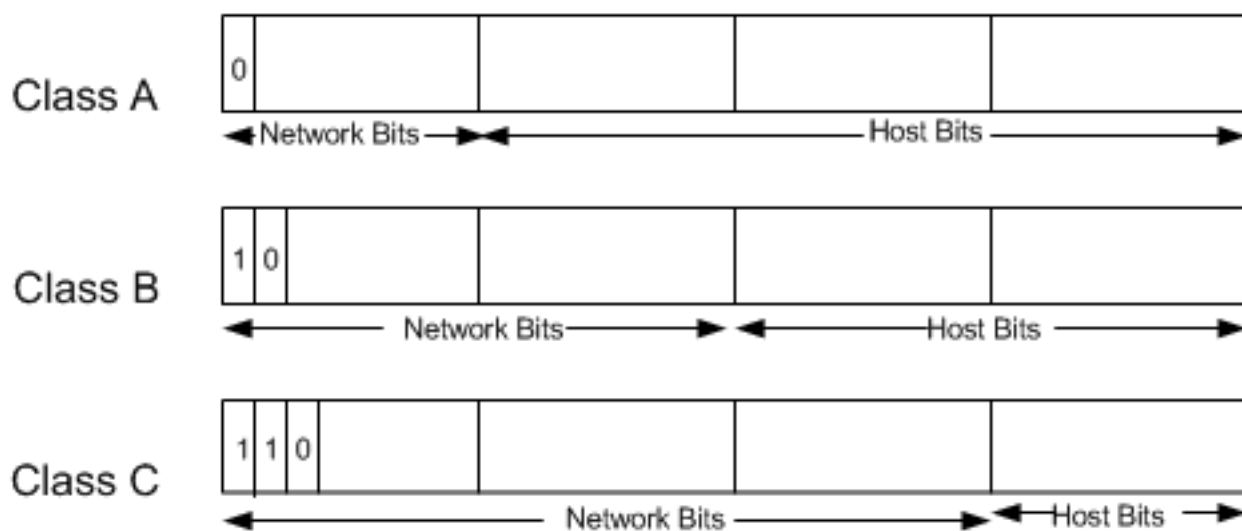 0
Class A
Network Bits Host Bits
1 0
Class B
Network Bits Host Bits
1 1 0
Class C
Network Bits Host Bits